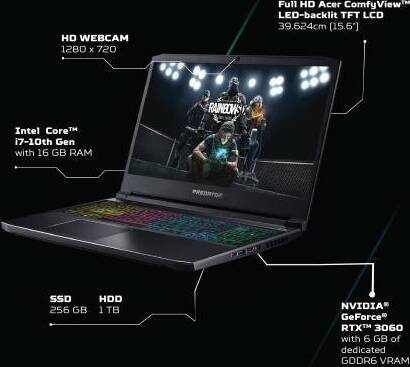 Full HD Acer ComfyView™
LED-backlit TFT LCD
39.624cm [15.6"]
HD WEBCAM
1280 x 720
Intel Core™
i7-10th Gen
with 16 GB RAM
RAINBOWSIX
PREDATOR
SSD HDD
256 GB 1 TB
NVIDIA®
GeForce®
RTX™ 3060
with 6 GB of
dedicated
GDDR6 VRAM